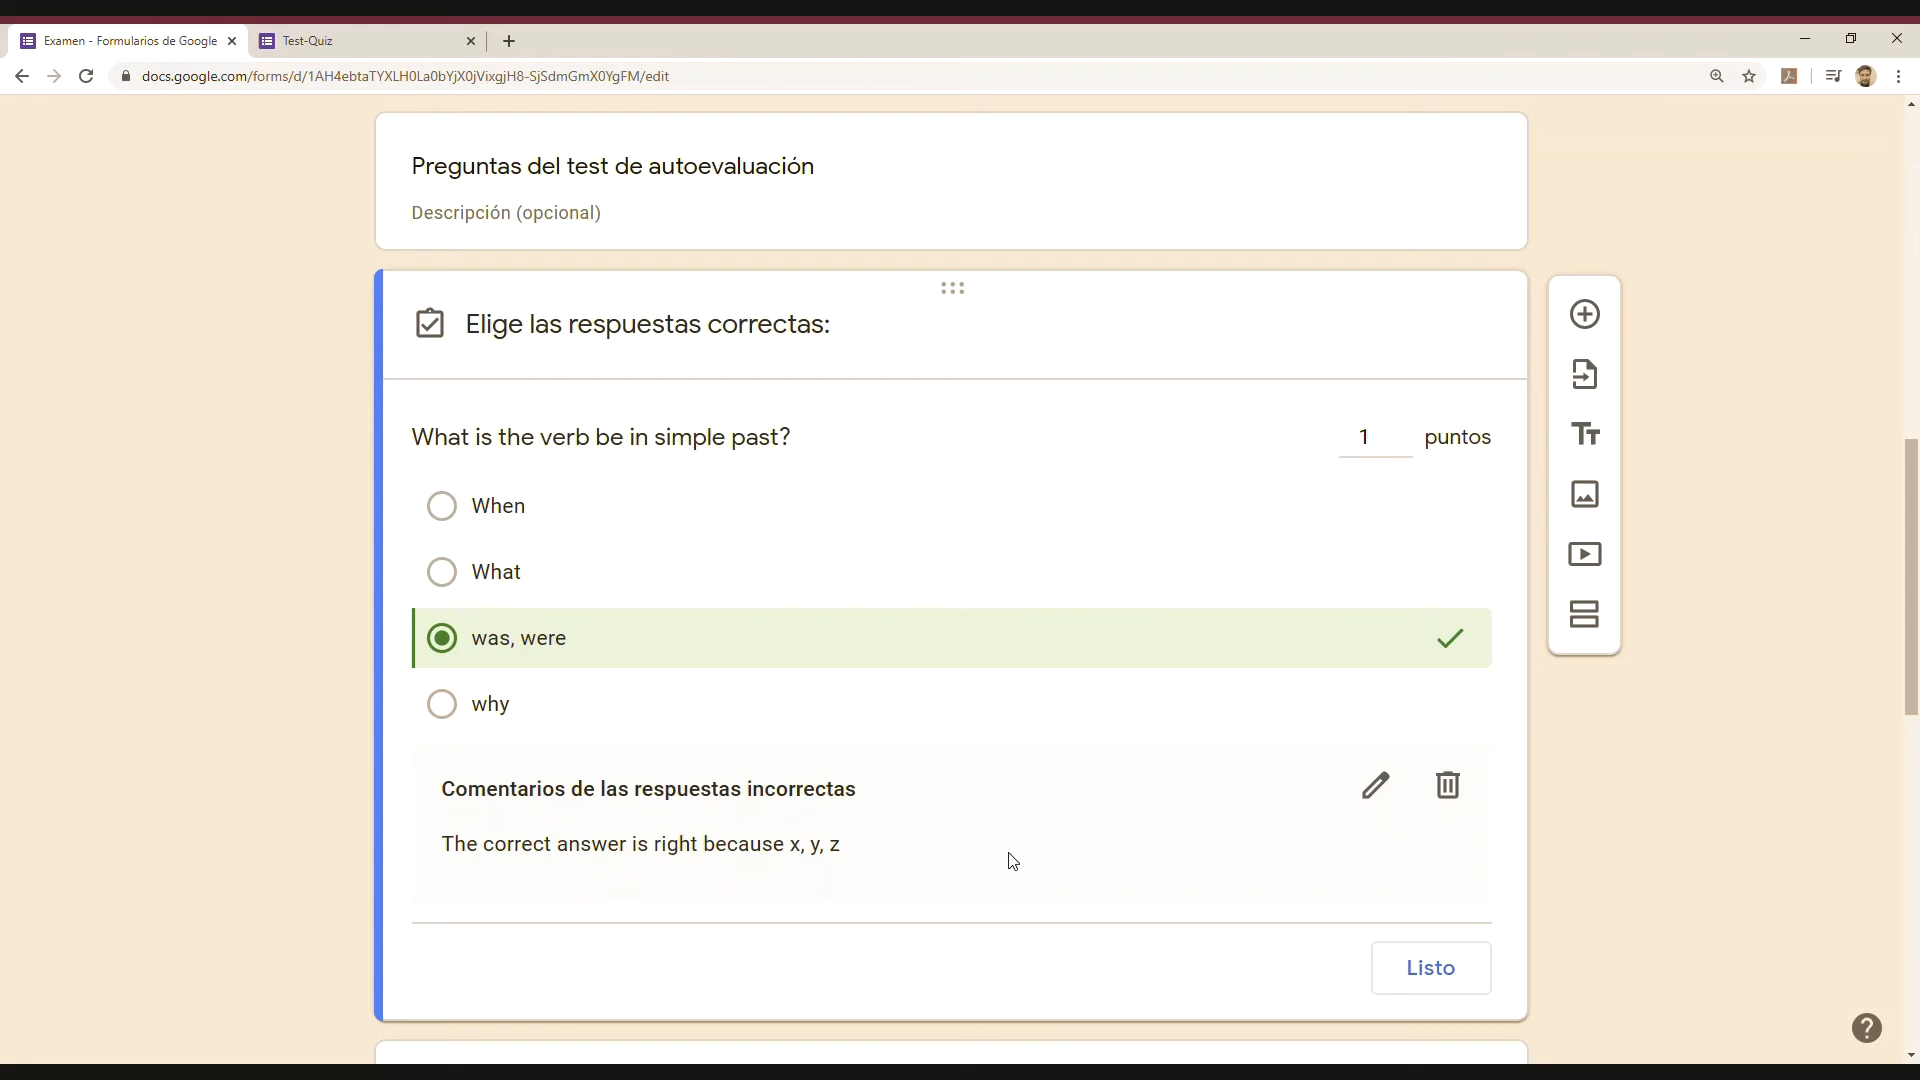 Examen - Formularios de Google
Test-Quiz
docs.google.com/forms/d/1AH4ebtaTYXLH0La0bYjX0jVixgjH8-SjSdmGmX0YgFM/edit
Preguntas del test de autoevaluación
Descripción (opcional)
Elige las respuestas correctas:
What is the verb be in simple past?
1 puntos
When
What
was, were
why
Comentarios de las respuestas incorrectas
The correct answer is right because x, y, z
Listo